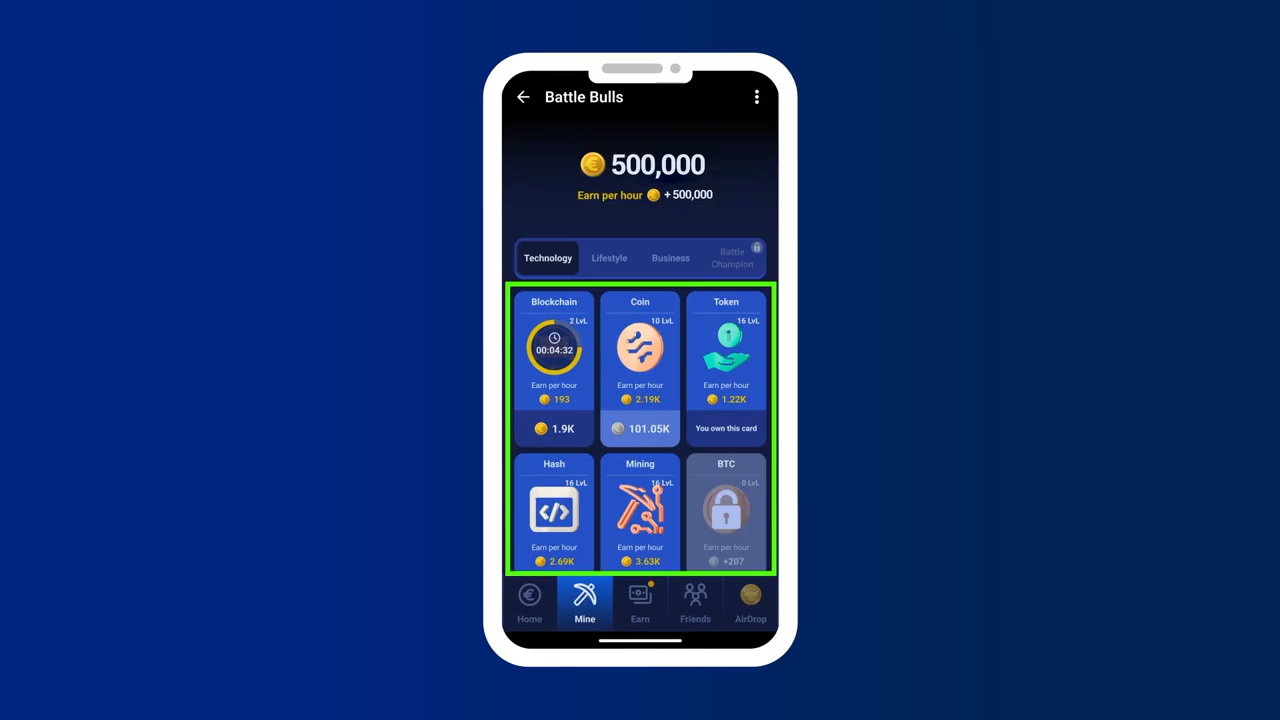 Battle Bulls
500,000
Earn per hour +500,000
Technology
Lifestyle
Business
Battle
Champion
Blockchain
2 LvL
00:04:32
Earn per hour
193
1.9K
Coin
10 LvL
Earn per hour
2.19K
101.05K
Token
16 LvL
Earn per hour
1.22K
You own this card
Hash
16 LvL
Earn per hour
2.69K
Mining
16 LvL
Earn per hour
3.63K
BTC
0 LvL
Earn per hour
+207
Home
Mine
Earn
Friends
AirDrop